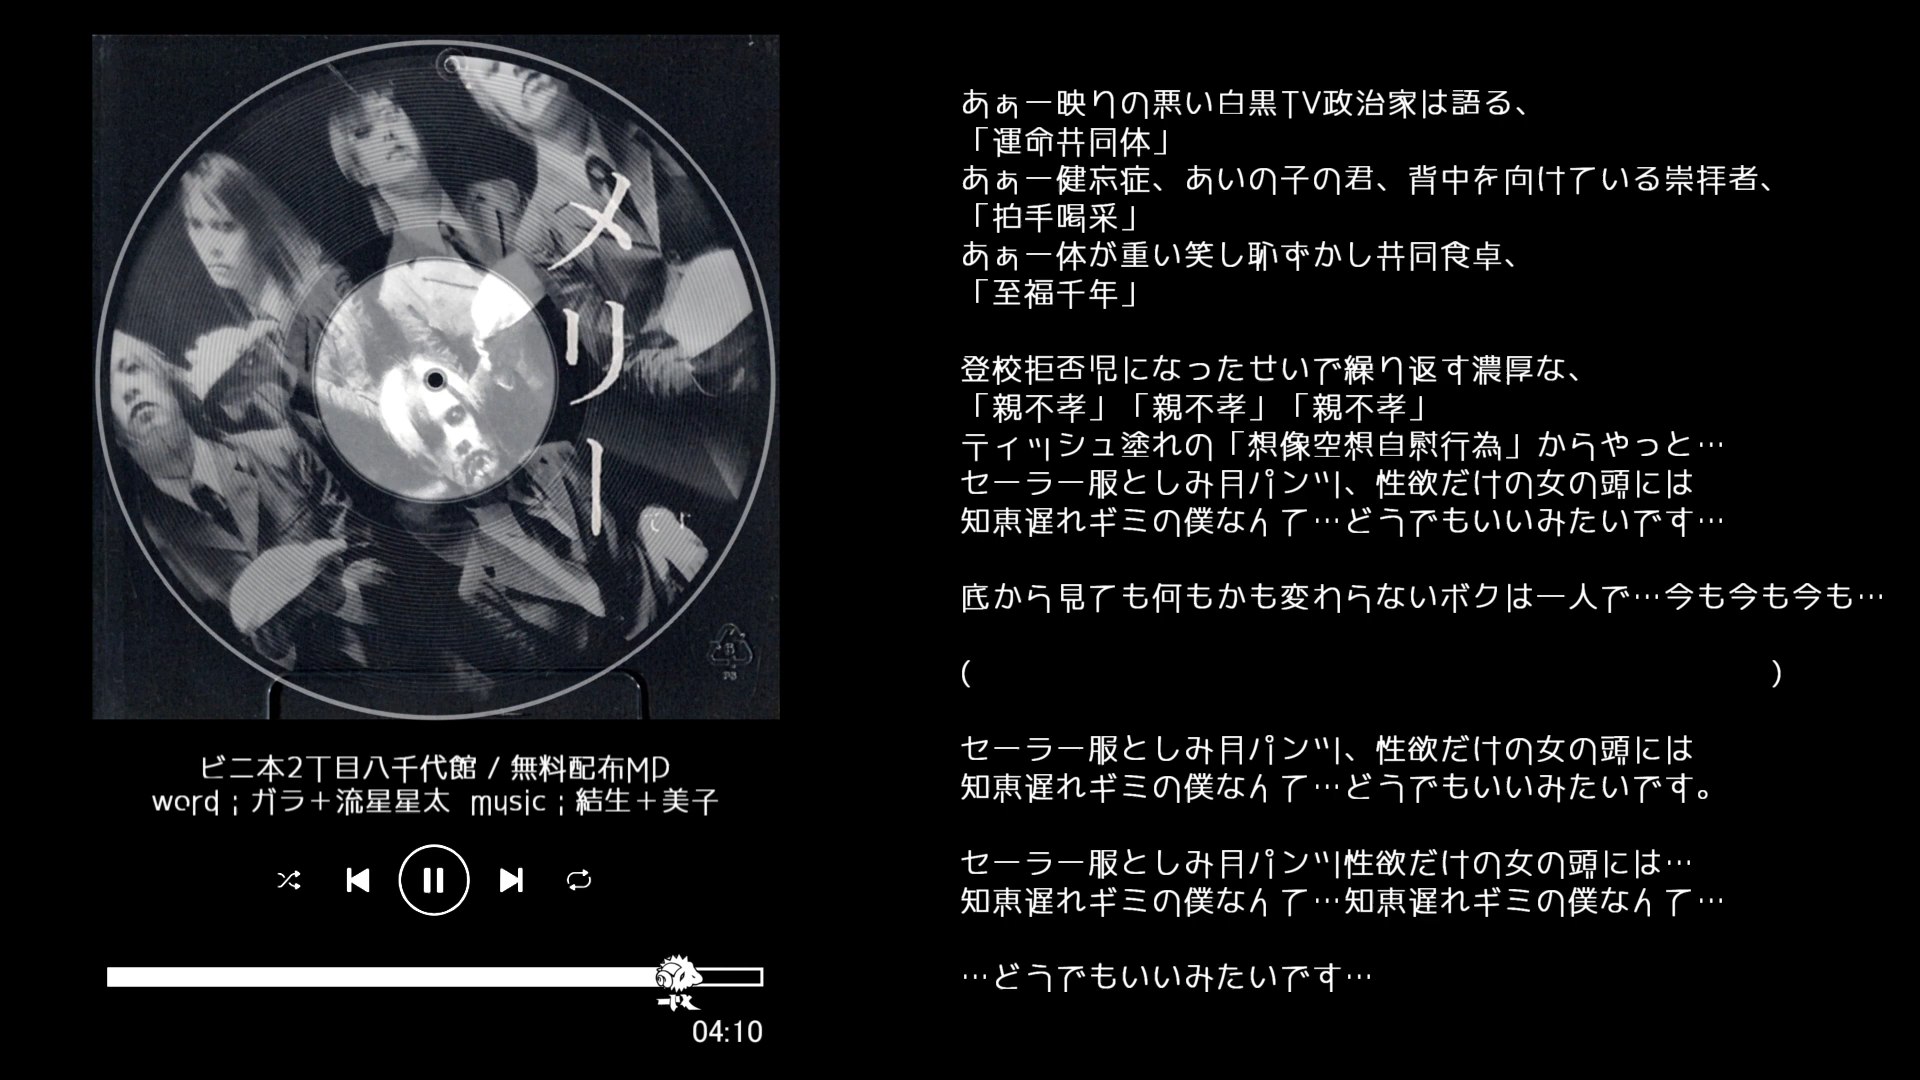 メリー
ビニ本2丁目八千代館 / 無料配布MD
word ; ガラ＋流星星太 music ; 結生＋美子
04:10
あぁー映りの悪い白黒TV政治家は語る、
「運命共同体」
あぁー健忘症、あいの子の君、背中を向けている崇拝者、
「拍手喝采」
あぁー体が重い笑し恥ずかし共同食卓、
「至福千年」
登校拒否児になったせいで繰り返す濃厚な、
「親不孝」「親不孝」「親不孝」
ティッシュ塗れの「想像空想自慰行為」からやっと…
セーラー服としみ月パンツ!、性欲だけの女の頭には
知恵遅れギミの僕なんて…どうでもいいみたいです…
底から見ても何もかも変わらないボクは一人で…今も今も今も…
(　　　　　　　　　　　　　　　　　　　　　　　　　)
セーラー服としみ月パンツ!、性欲だけの女の頭には
知恵遅れギミの僕なんて…どうでもいいみたいです。
セーラー服としみ月パンツ!性欲だけの女の頭には…
知恵遅れギミの僕なんて…知恵遅れギミの僕なんて…
…どうでもいいみたいです…